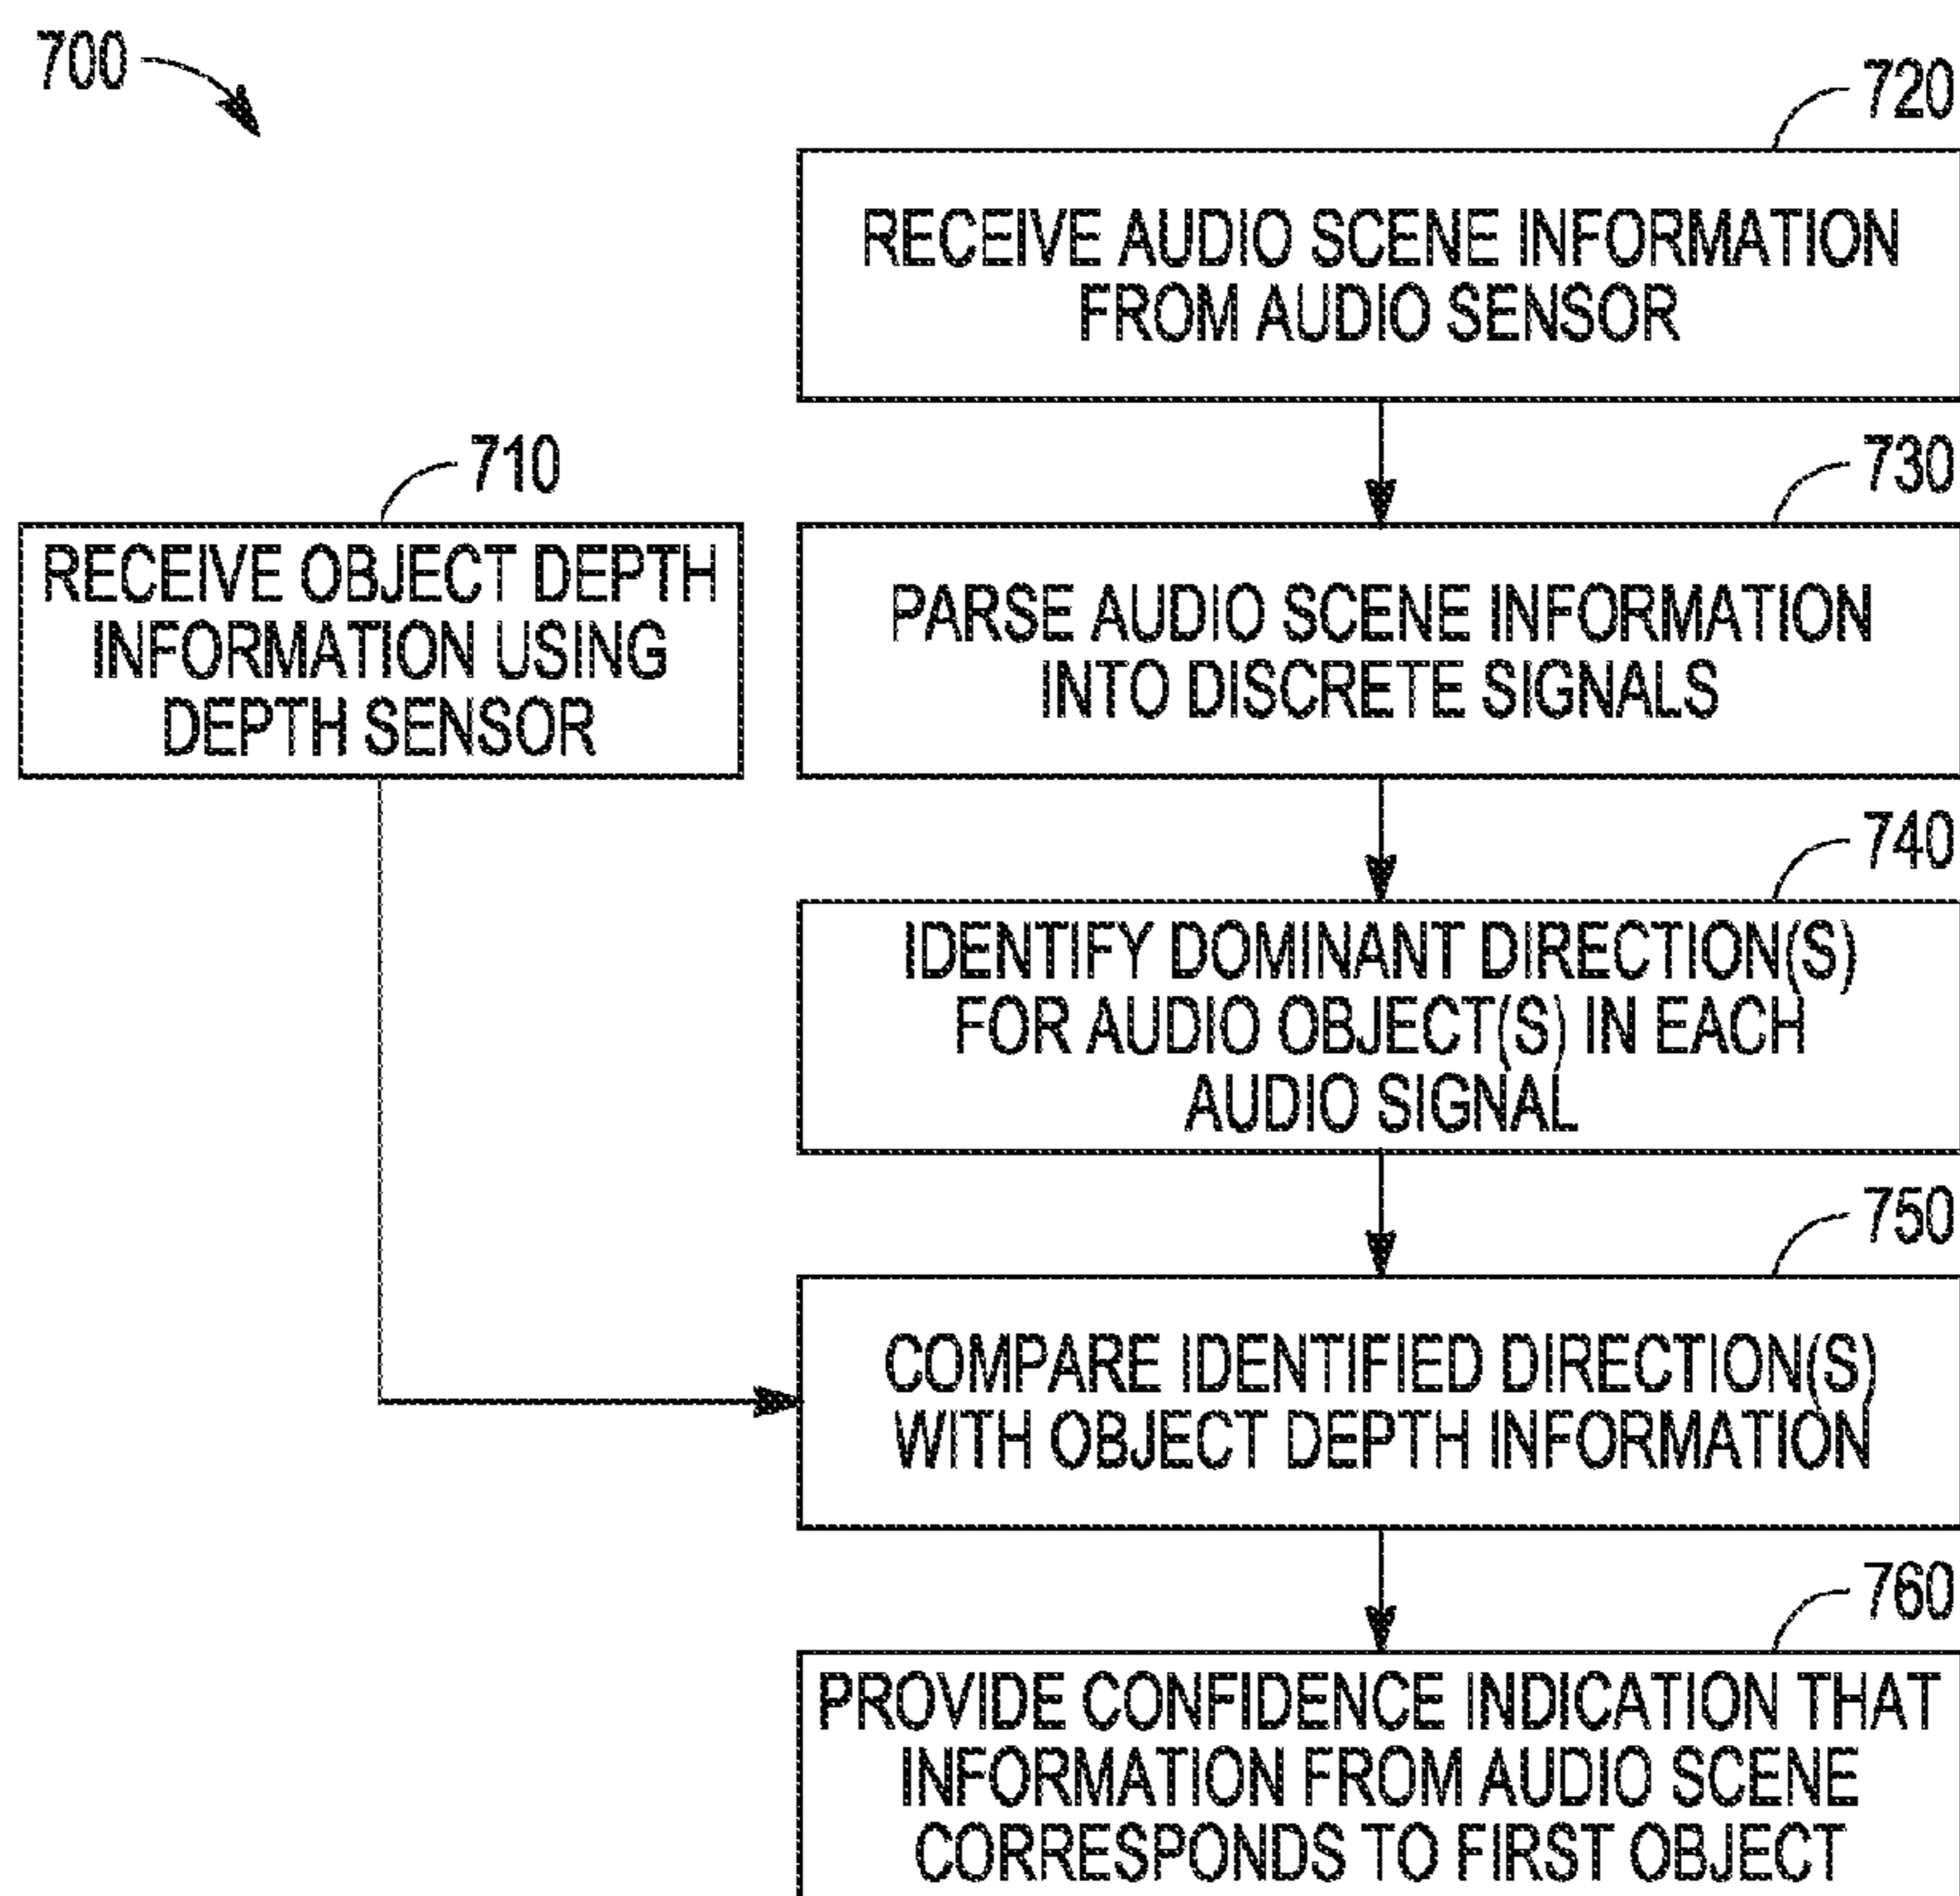 700
720
RECEIVE AUDIO SCENE INFORMATION
FROM AUDIO SENSOR
710
RECEIVE OBJECT DEPTH
INFORMATION USING
DEPTH SENSOR
730
PARSE AUDIO SCENE INFORMATION
INTO DISCRETE SIGNALS
740
IDENTIFY DOMINANT DIRECTION(S)
FOR AUDIO OBJECT(S) IN EACH
AUDIO SIGNAL
750
COMPARE IDENTIFIED DIRECTION(S)
WITH OBJECT DEPTH INFORMATION
760
PROVIDE CONFIDENCE INDICATION THAT
INFORMATION FROM AUDIO SCENE
CORRESPONDS TO FIRST OBJECT